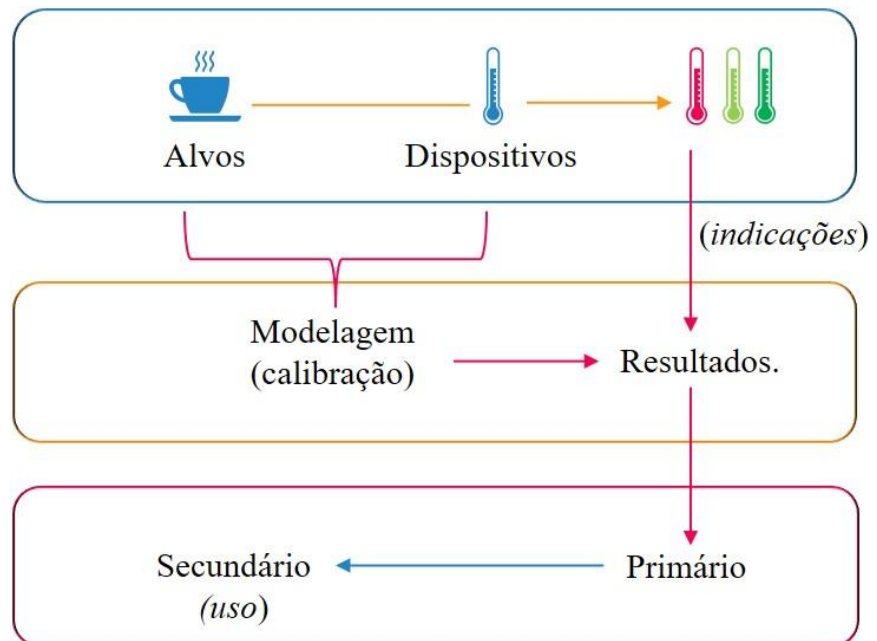 Alvos
Dispositivos
(indicações)
Modelagem
(calibração)
Resultados.
Secundário
(uso)
Primário